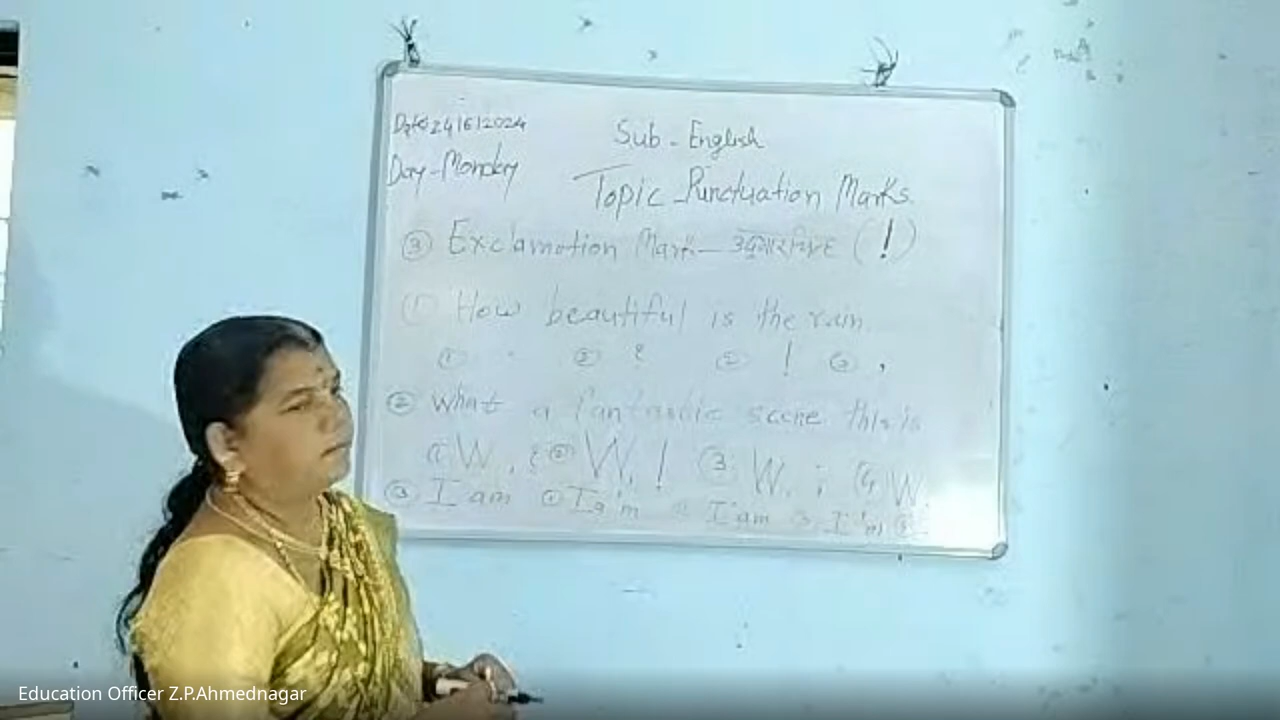 Date 24/6/2024
Sub - English
Day - Monday
Topic - Punctuation Marks.
③ Exclamation Mark - उद्गारचिन्ह (!)
① How beautiful is the rain.
① . ② ? ③ ! ④ ,
② What a fantastic scene this is
W, ② W, ! ③ W. ; ④ W
③ I am ① Ia'm ② I'am ③ I'm
Education Officer Z.P.Ahmednagar